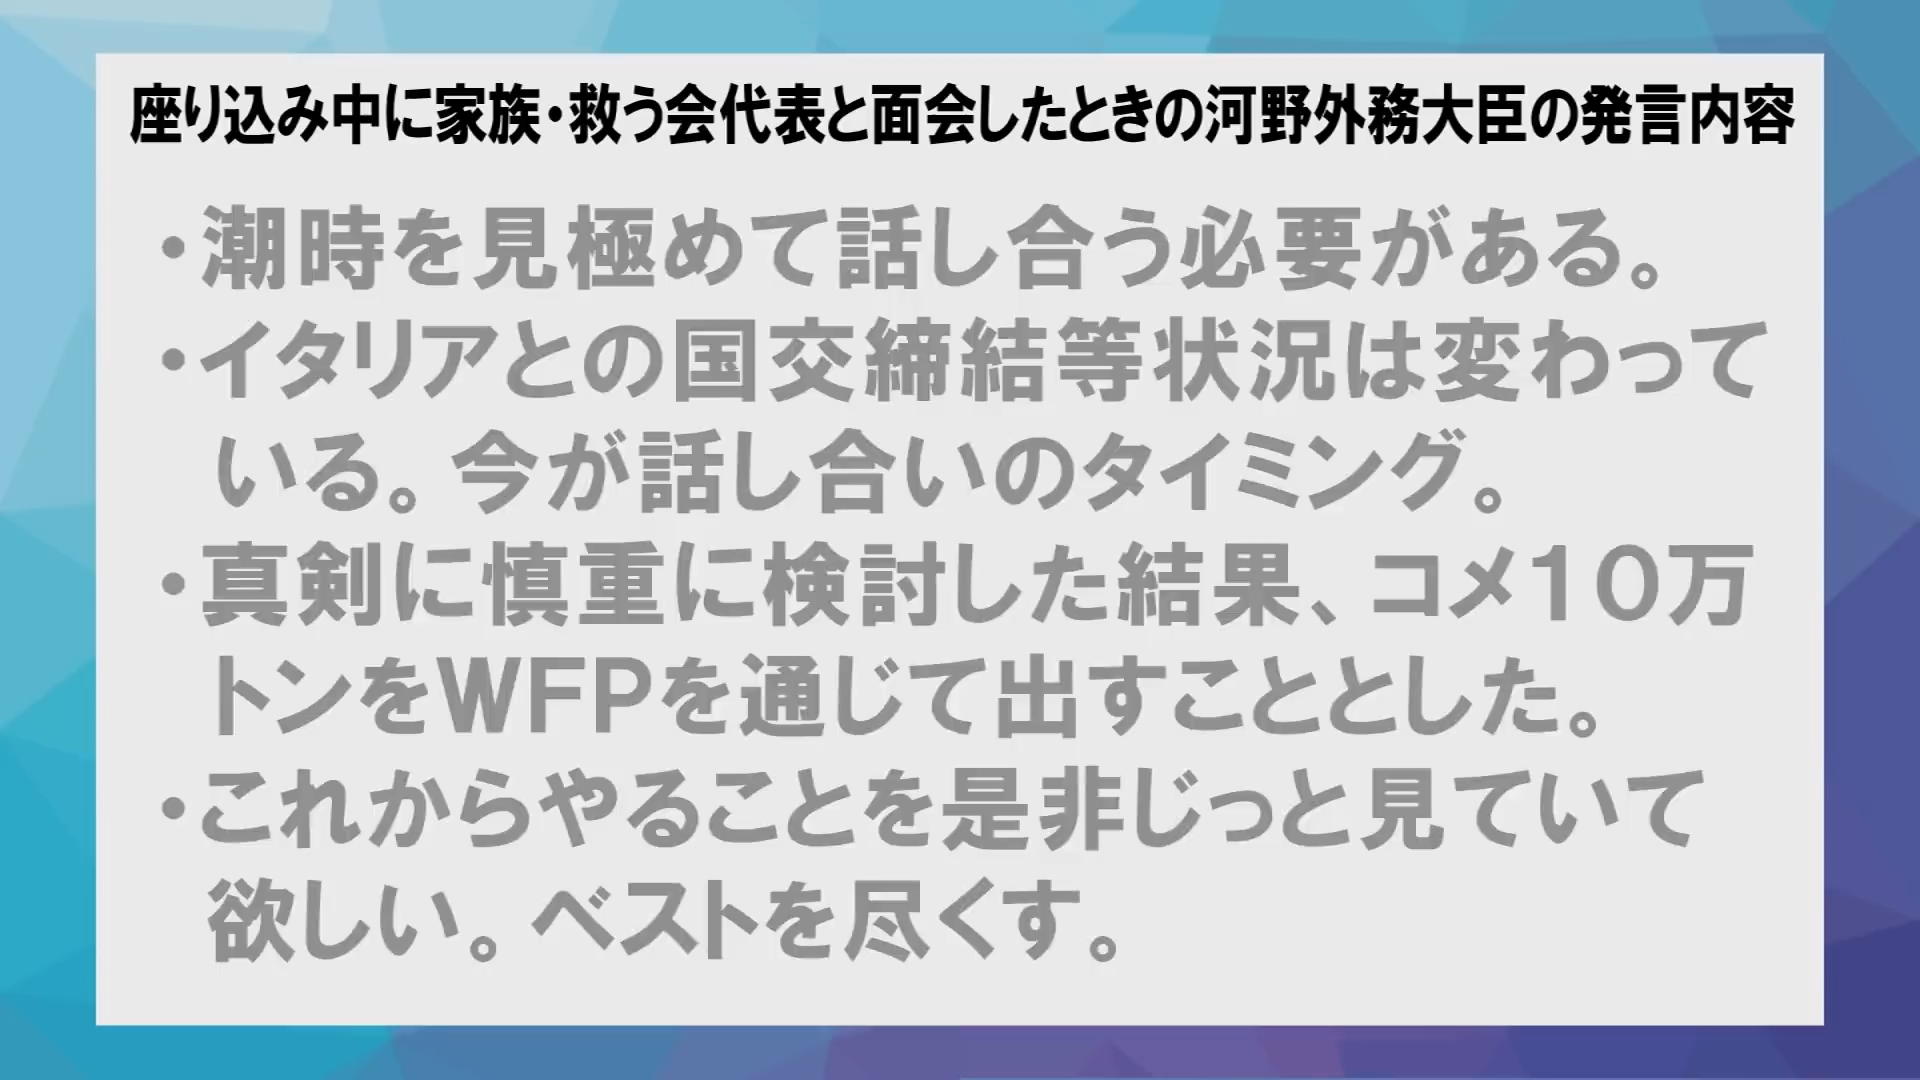 座り込み中に家族・救う会代表と面会したときの河野外務大臣の発言内容
・潮時を見極めて話し合う必要がある。
・イタリアとの国交締結等状況は変わって
いる。今が話し合いのタイミング。
・真剣に慎重に検討した結果、コメ１０万
トンをWFPを通じて出すこととした。
・これからやることを是非じっと見ていて
欲しい。ベストを尽くす。